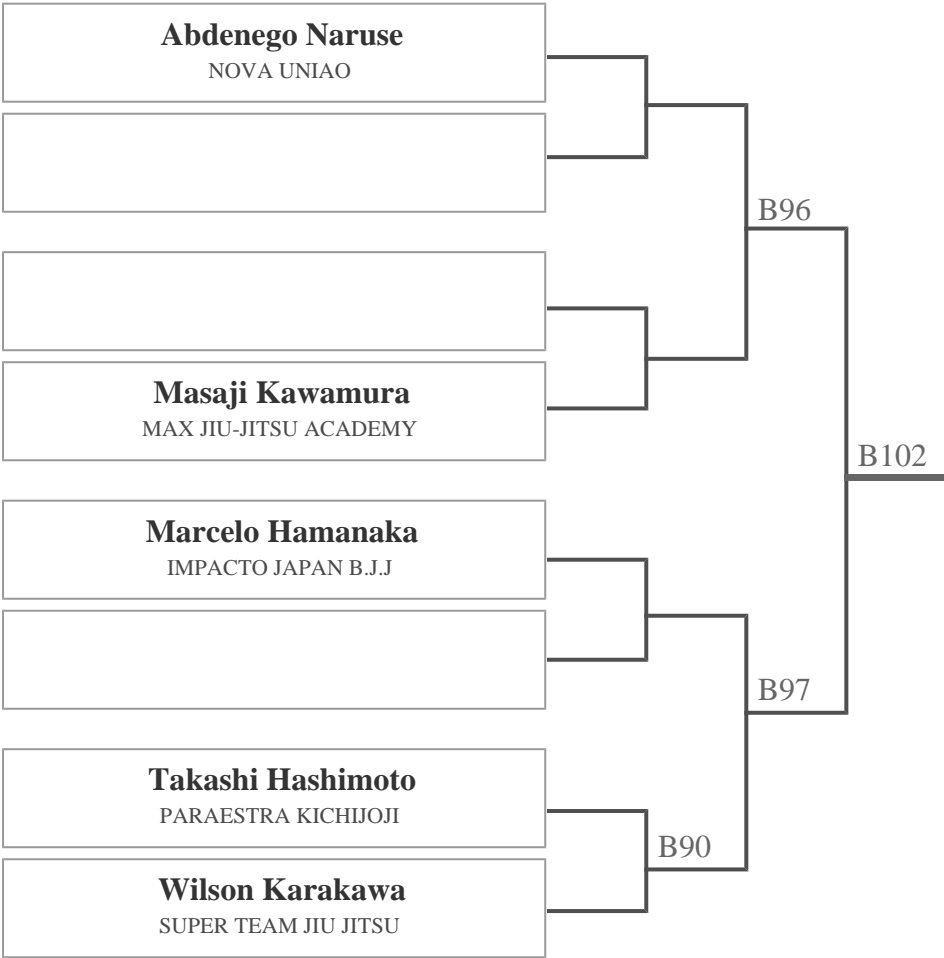 Abdenego Naruse
NOVA UNIAO
B96
Masaji Kawamura
MAX JIU-JITSU ACADEMY
B102
Marcelo Hamanaka
IMPACTO JAPAN B.J.J
B97
Takashi Hashimoto
PARAESTRA KICHIJOJI
B90
Wilson Karakawa
SUPER TEAM JIU JITSU